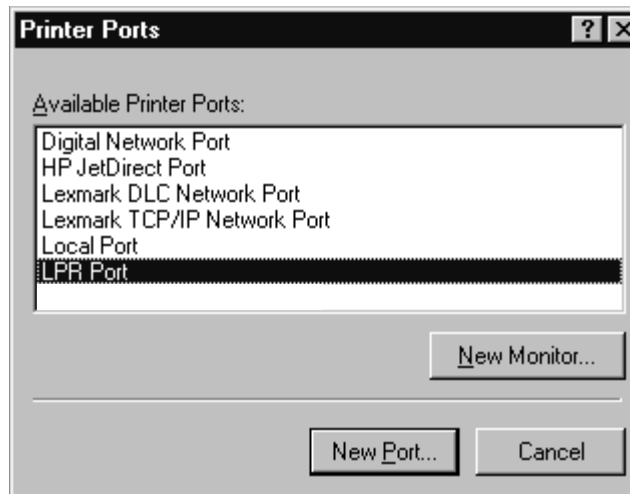 Printer Ports
Available Printer Ports:
Digital Network Port
HP JetDirect Port
Lexmark DLC Network Port
Lexmark TCP/IP Network Port
Local Port
LPR Port
New Monitor...
New Port...
Cancel